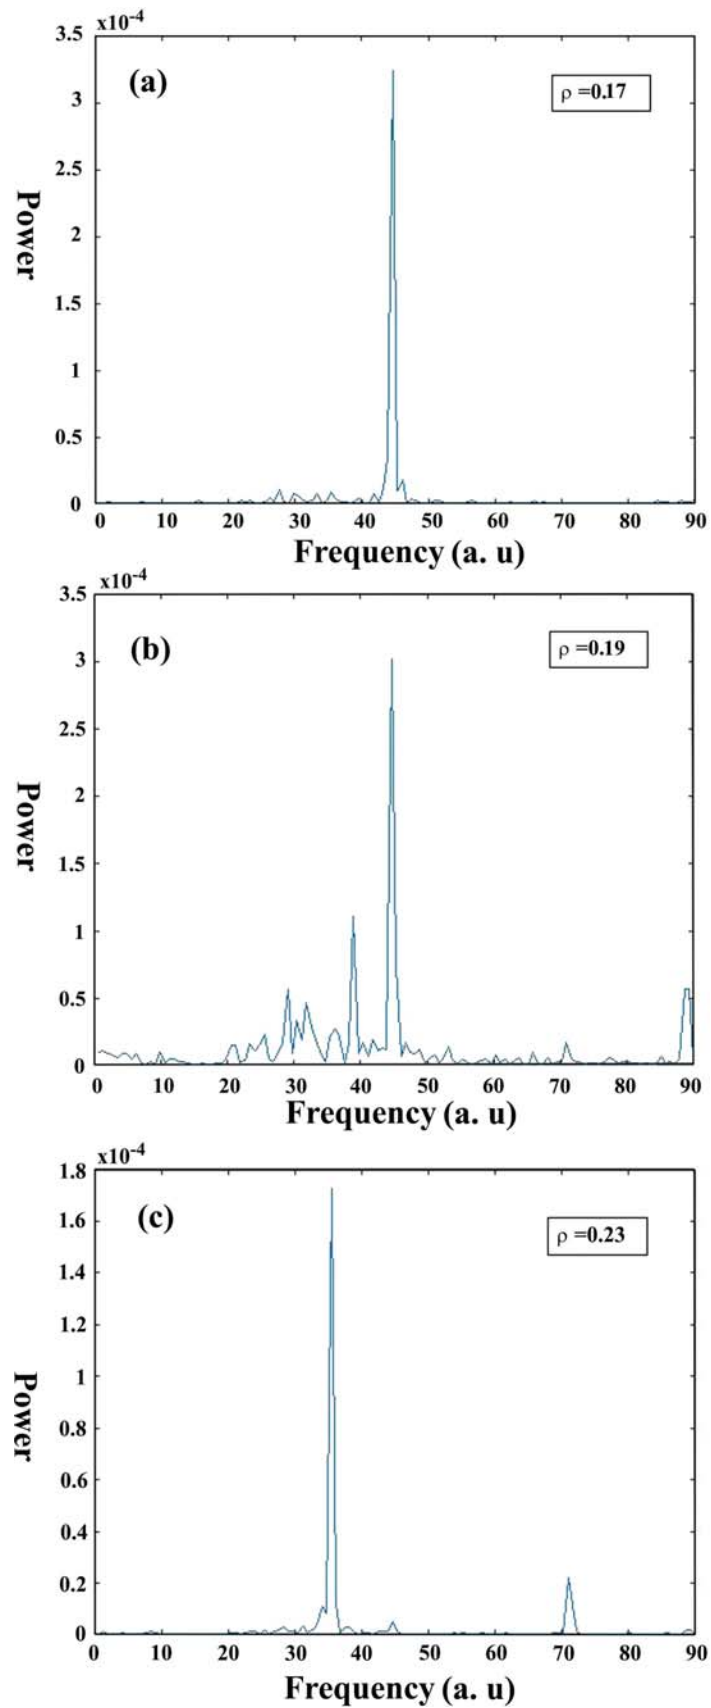 x10-4
3.5
(a)
ρ =0.17
3
2.5
Power
2
1.5
1
0.5
0
0 10 20 30 40 50 60 70 80 90
Frequency (a. u)
x10-4
3.5
(b)
ρ =0.19
3
2.5
Power
2
1.5
1
0.5
0
0 10 20 30 40 50 60 70 80 90
Frequency (a. u)
x10-4
1.8
(c)
ρ =0.23
1.6
1.4
1.2
Power
1
0.8
0.6
0.4
0.2
0
0 10 20 30 40 50 60 70 80 90
Frequency (a. u)